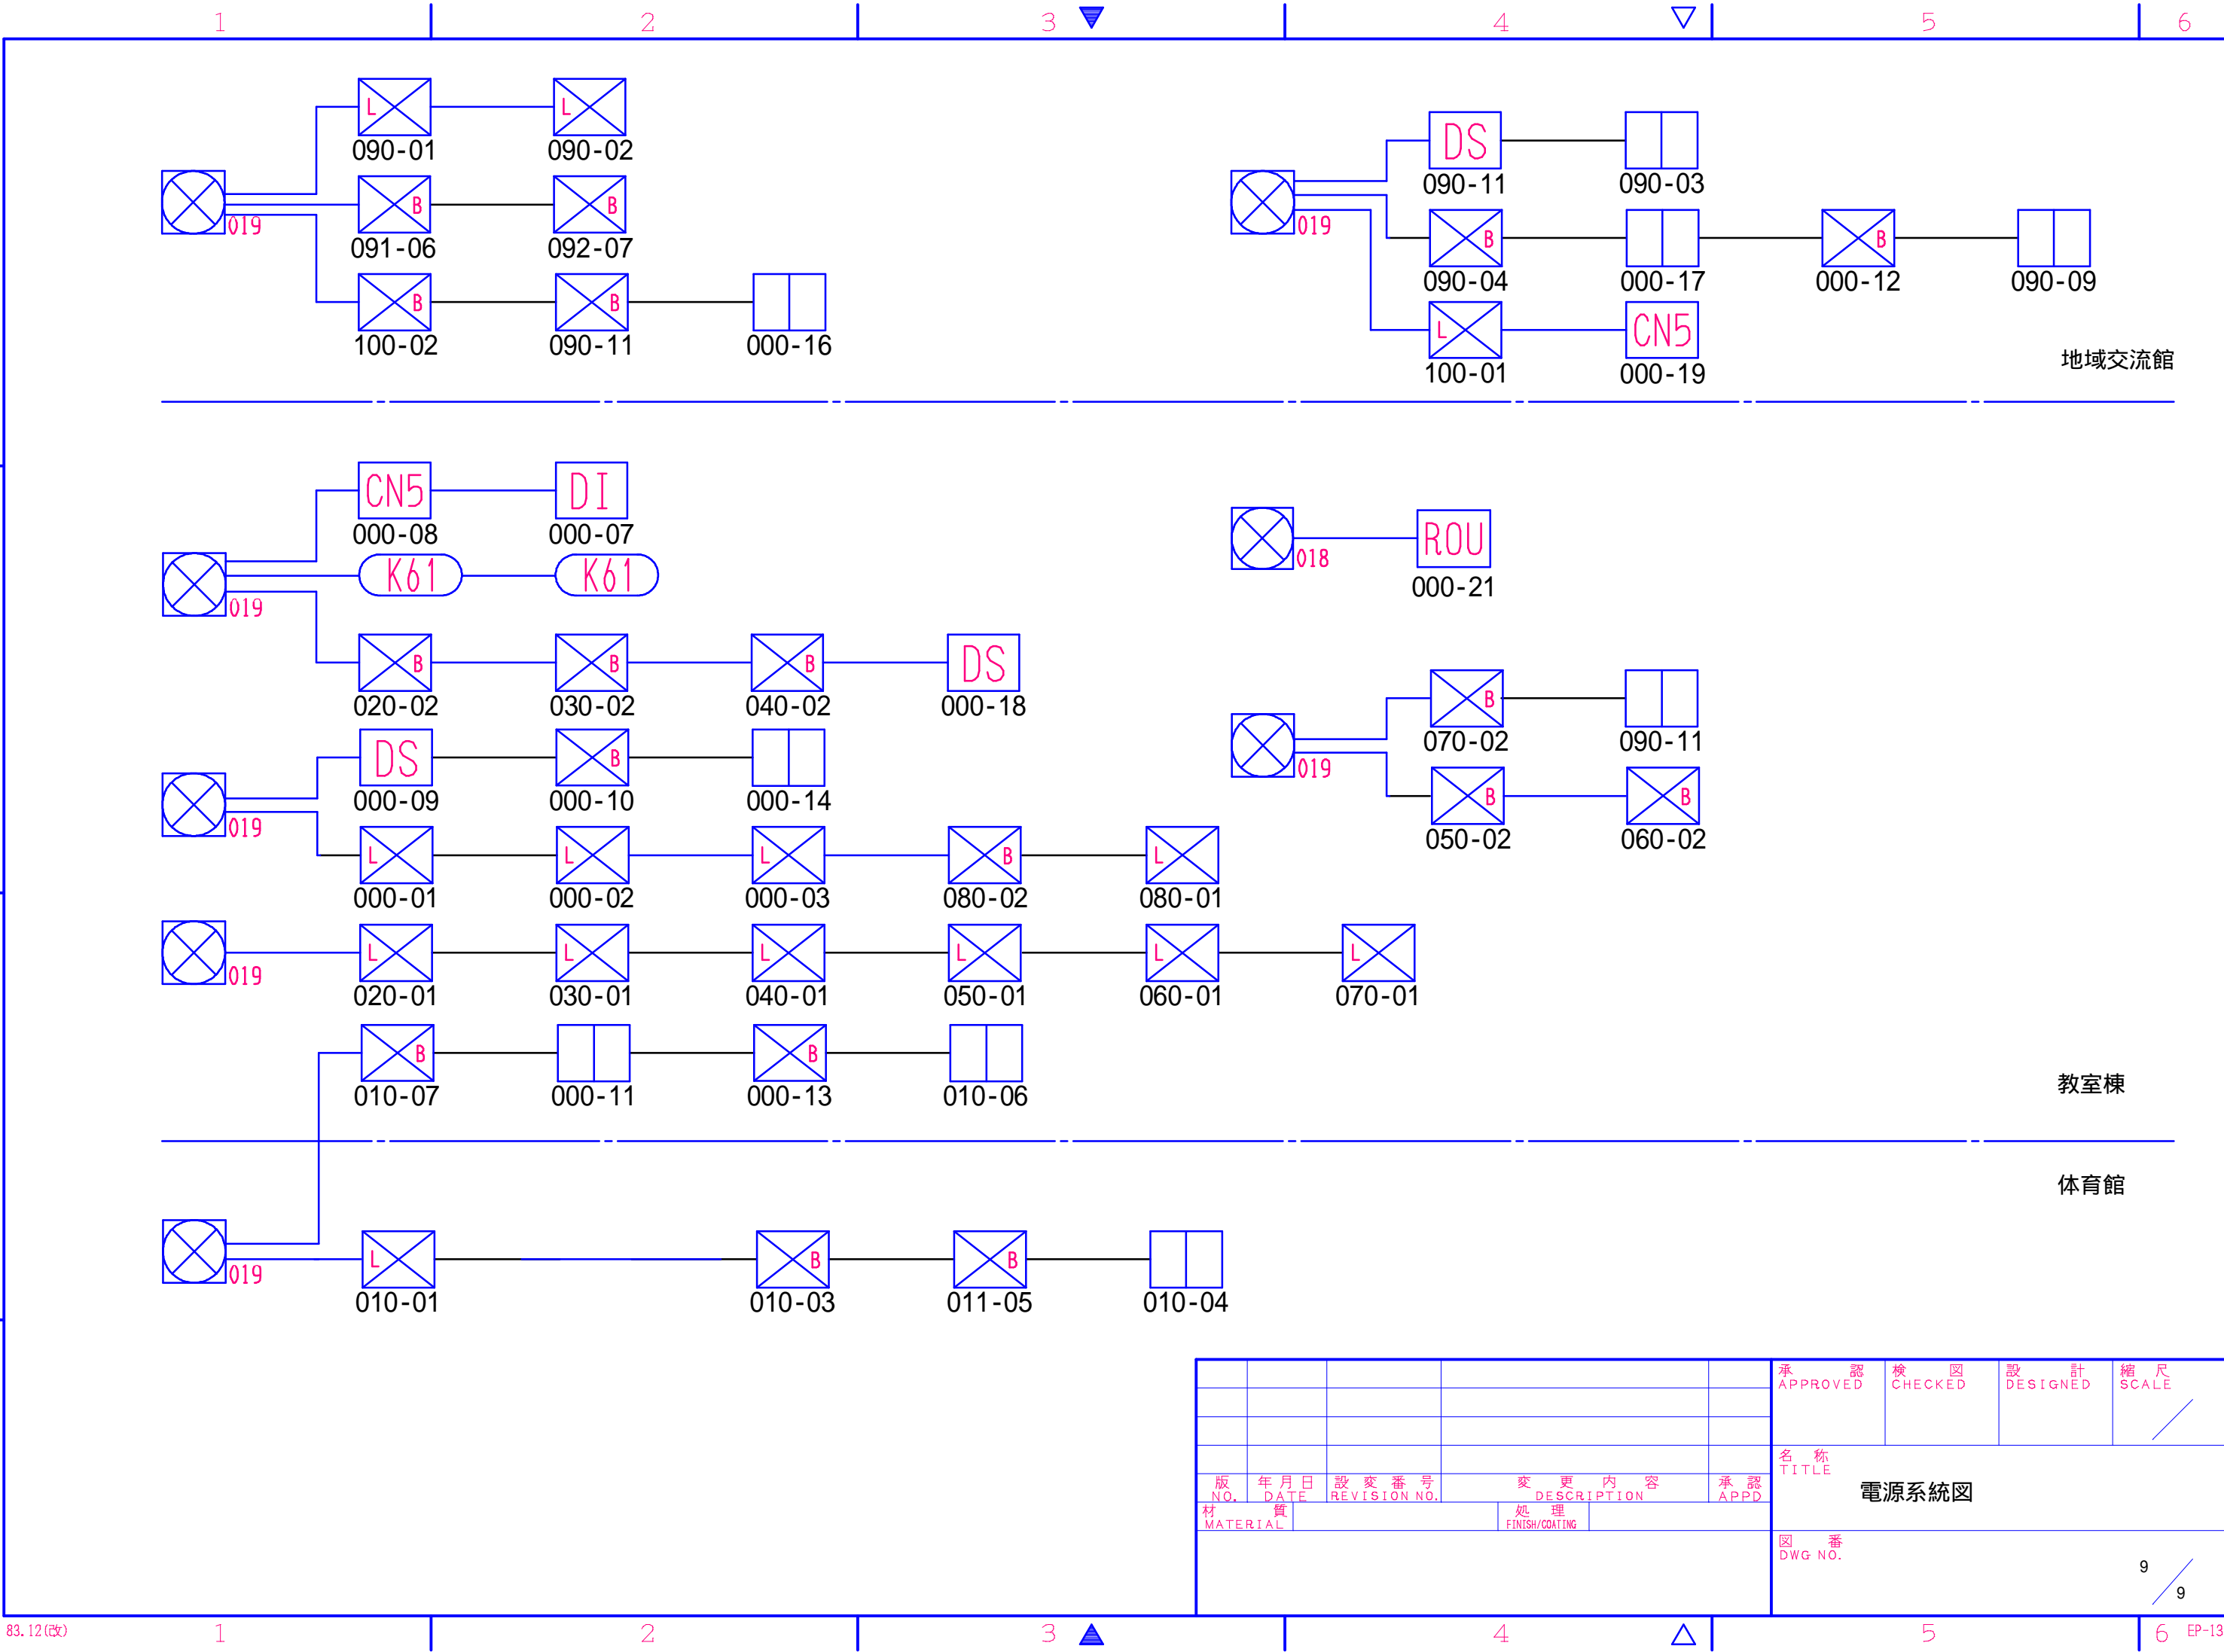 1 2 3 4 5 6
L L
090-01 090-02
019
B B
091-06 092-07
B B
100-02 090-11 000-16
DS
090-11 090-03
019
B B
090-04 000-17 000-12 090-09
L CN5
100-01 000-19
地域交流館
CN5 DI
000-08 000-07
K61 K61
019
B B B DS
020-02 030-02 040-02 000-18
ROU
018
000-21
DS B
000-09 000-10 000-14
019
L L L B L
000-01 000-02 000-03 080-02 080-01
B
070-02 090-11
019
B B
050-02 060-02
L L L L L L
019
020-01 030-01 040-01 050-01 060-01 070-01
B B
010-07 000-11 000-13 010-06
教室棟
体育館
L B B
019
010-01 010-03 011-05 010-04
承認 検図 設計 縮尺
APPROVED CHECKED DESIGNED SCALE
名称
TITLE
電源系統図
版 年月日 設変番号 変更内容 承認
NO. DATE REVISION NO. DESCRIPTION APPD
材質 処理
MATERIAL FINISH/COATING
図番
DWG NO.
9
9
83.12(改) 1 2 3 4 5 6 EP-13